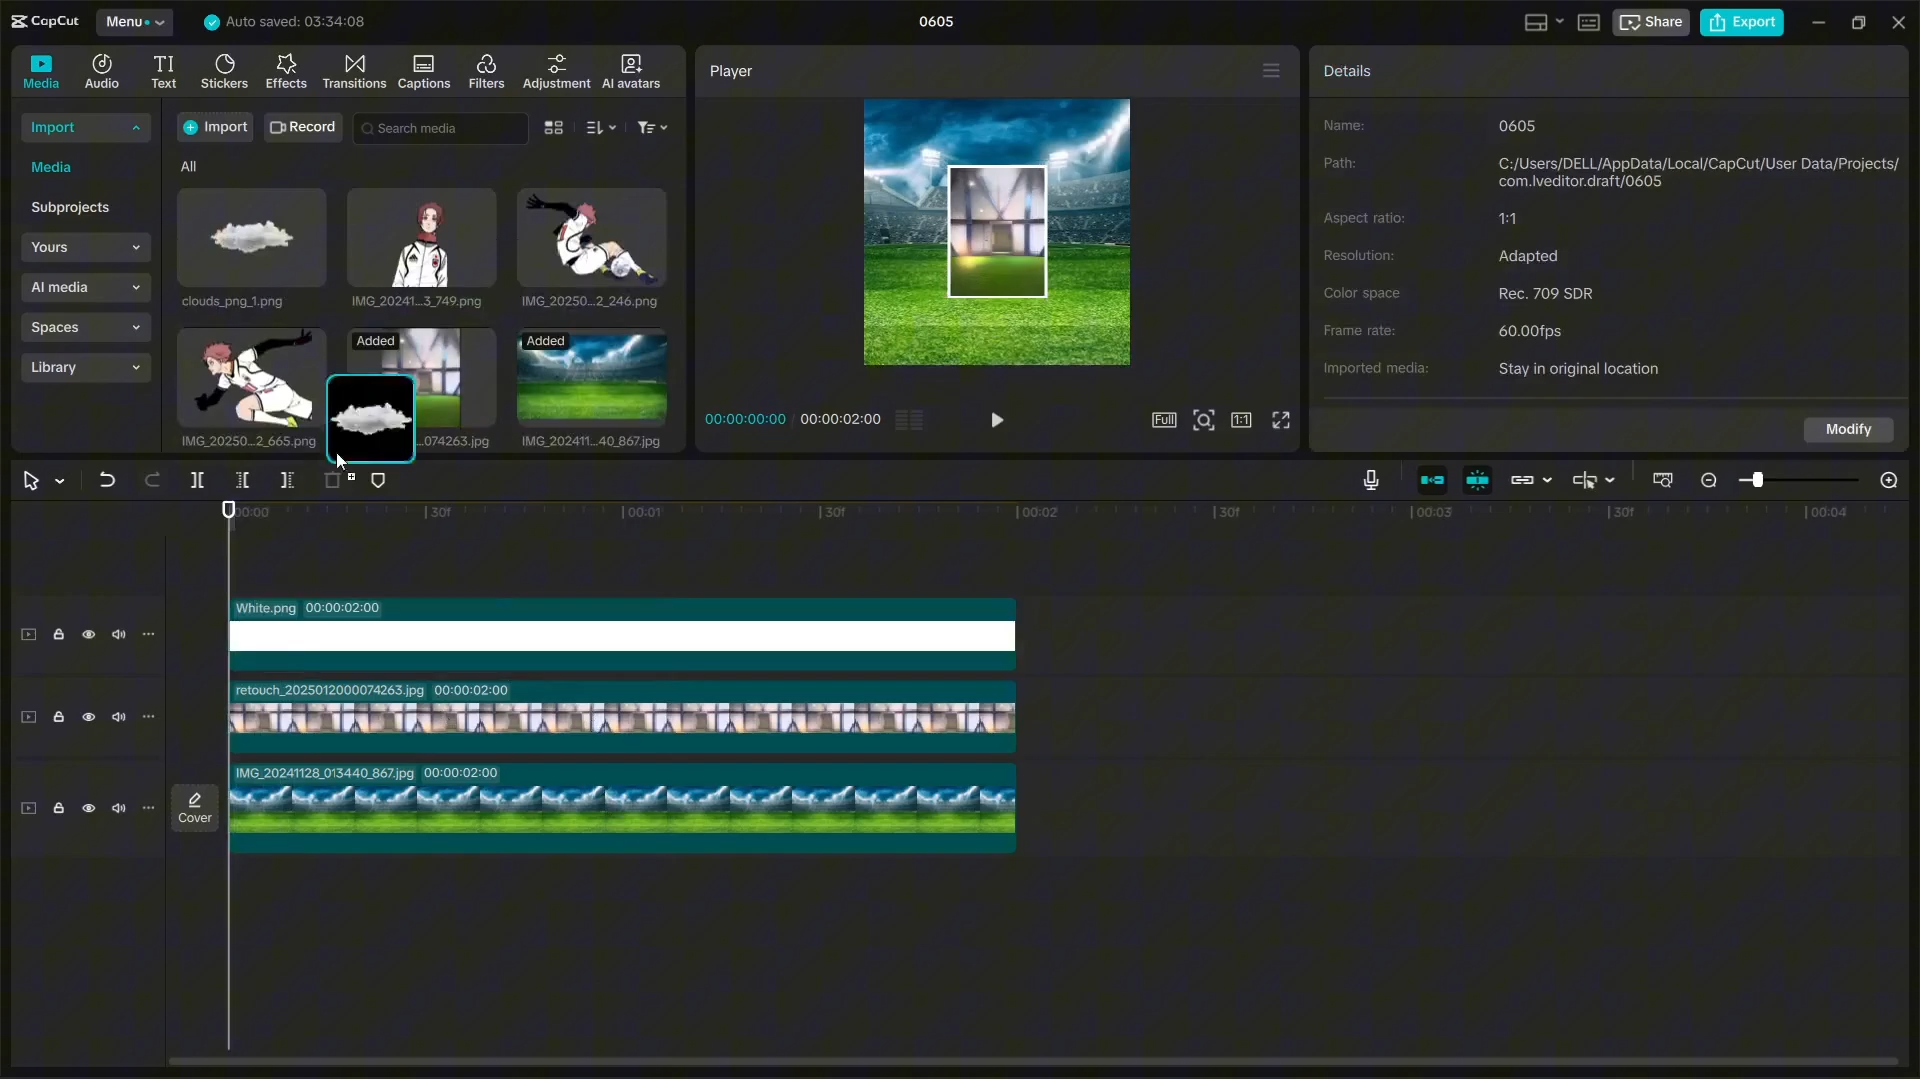 CapCut
Menu
Auto saved: 03:34:08
0605
Share
Export
Media
Audio
Text
Stickers
Effects
Transitions
Captions
Filters
Adjustment
AI avatars
Import
Media
Subprojects
Yours
AI media
Spaces
Library
Import
Record
Search media
All
clouds_png_1.png
IMG_20241...3_749.png
IMG_20250...2_246.png
Added
Added
IMG_20250...2_665.png
...074263.jpg
IMG_202411...40_867.jpg
Player
00:00:00:00 / 00:00:02:00
Full
1:1
Details
Name: 0605
Path: C:/Users/DELL/AppData/Local/CapCut/User Data/Projects/
com.lveditor.draft/0605
Aspect ratio: 1:1
Resolution: Adapted
Color space Rec. 709 SDR
Frame rate: 60.00fps
Imported media: Stay in original location
Modify
00:00 30f 00:01 30f 00:02 30f 00:03 30f 00:04
White.png 00:00:02:00
retouch_2025012000074263.jpg 00:00:02:00
IMG_20241128_013440_867.jpg 00:00:02:00
Cover